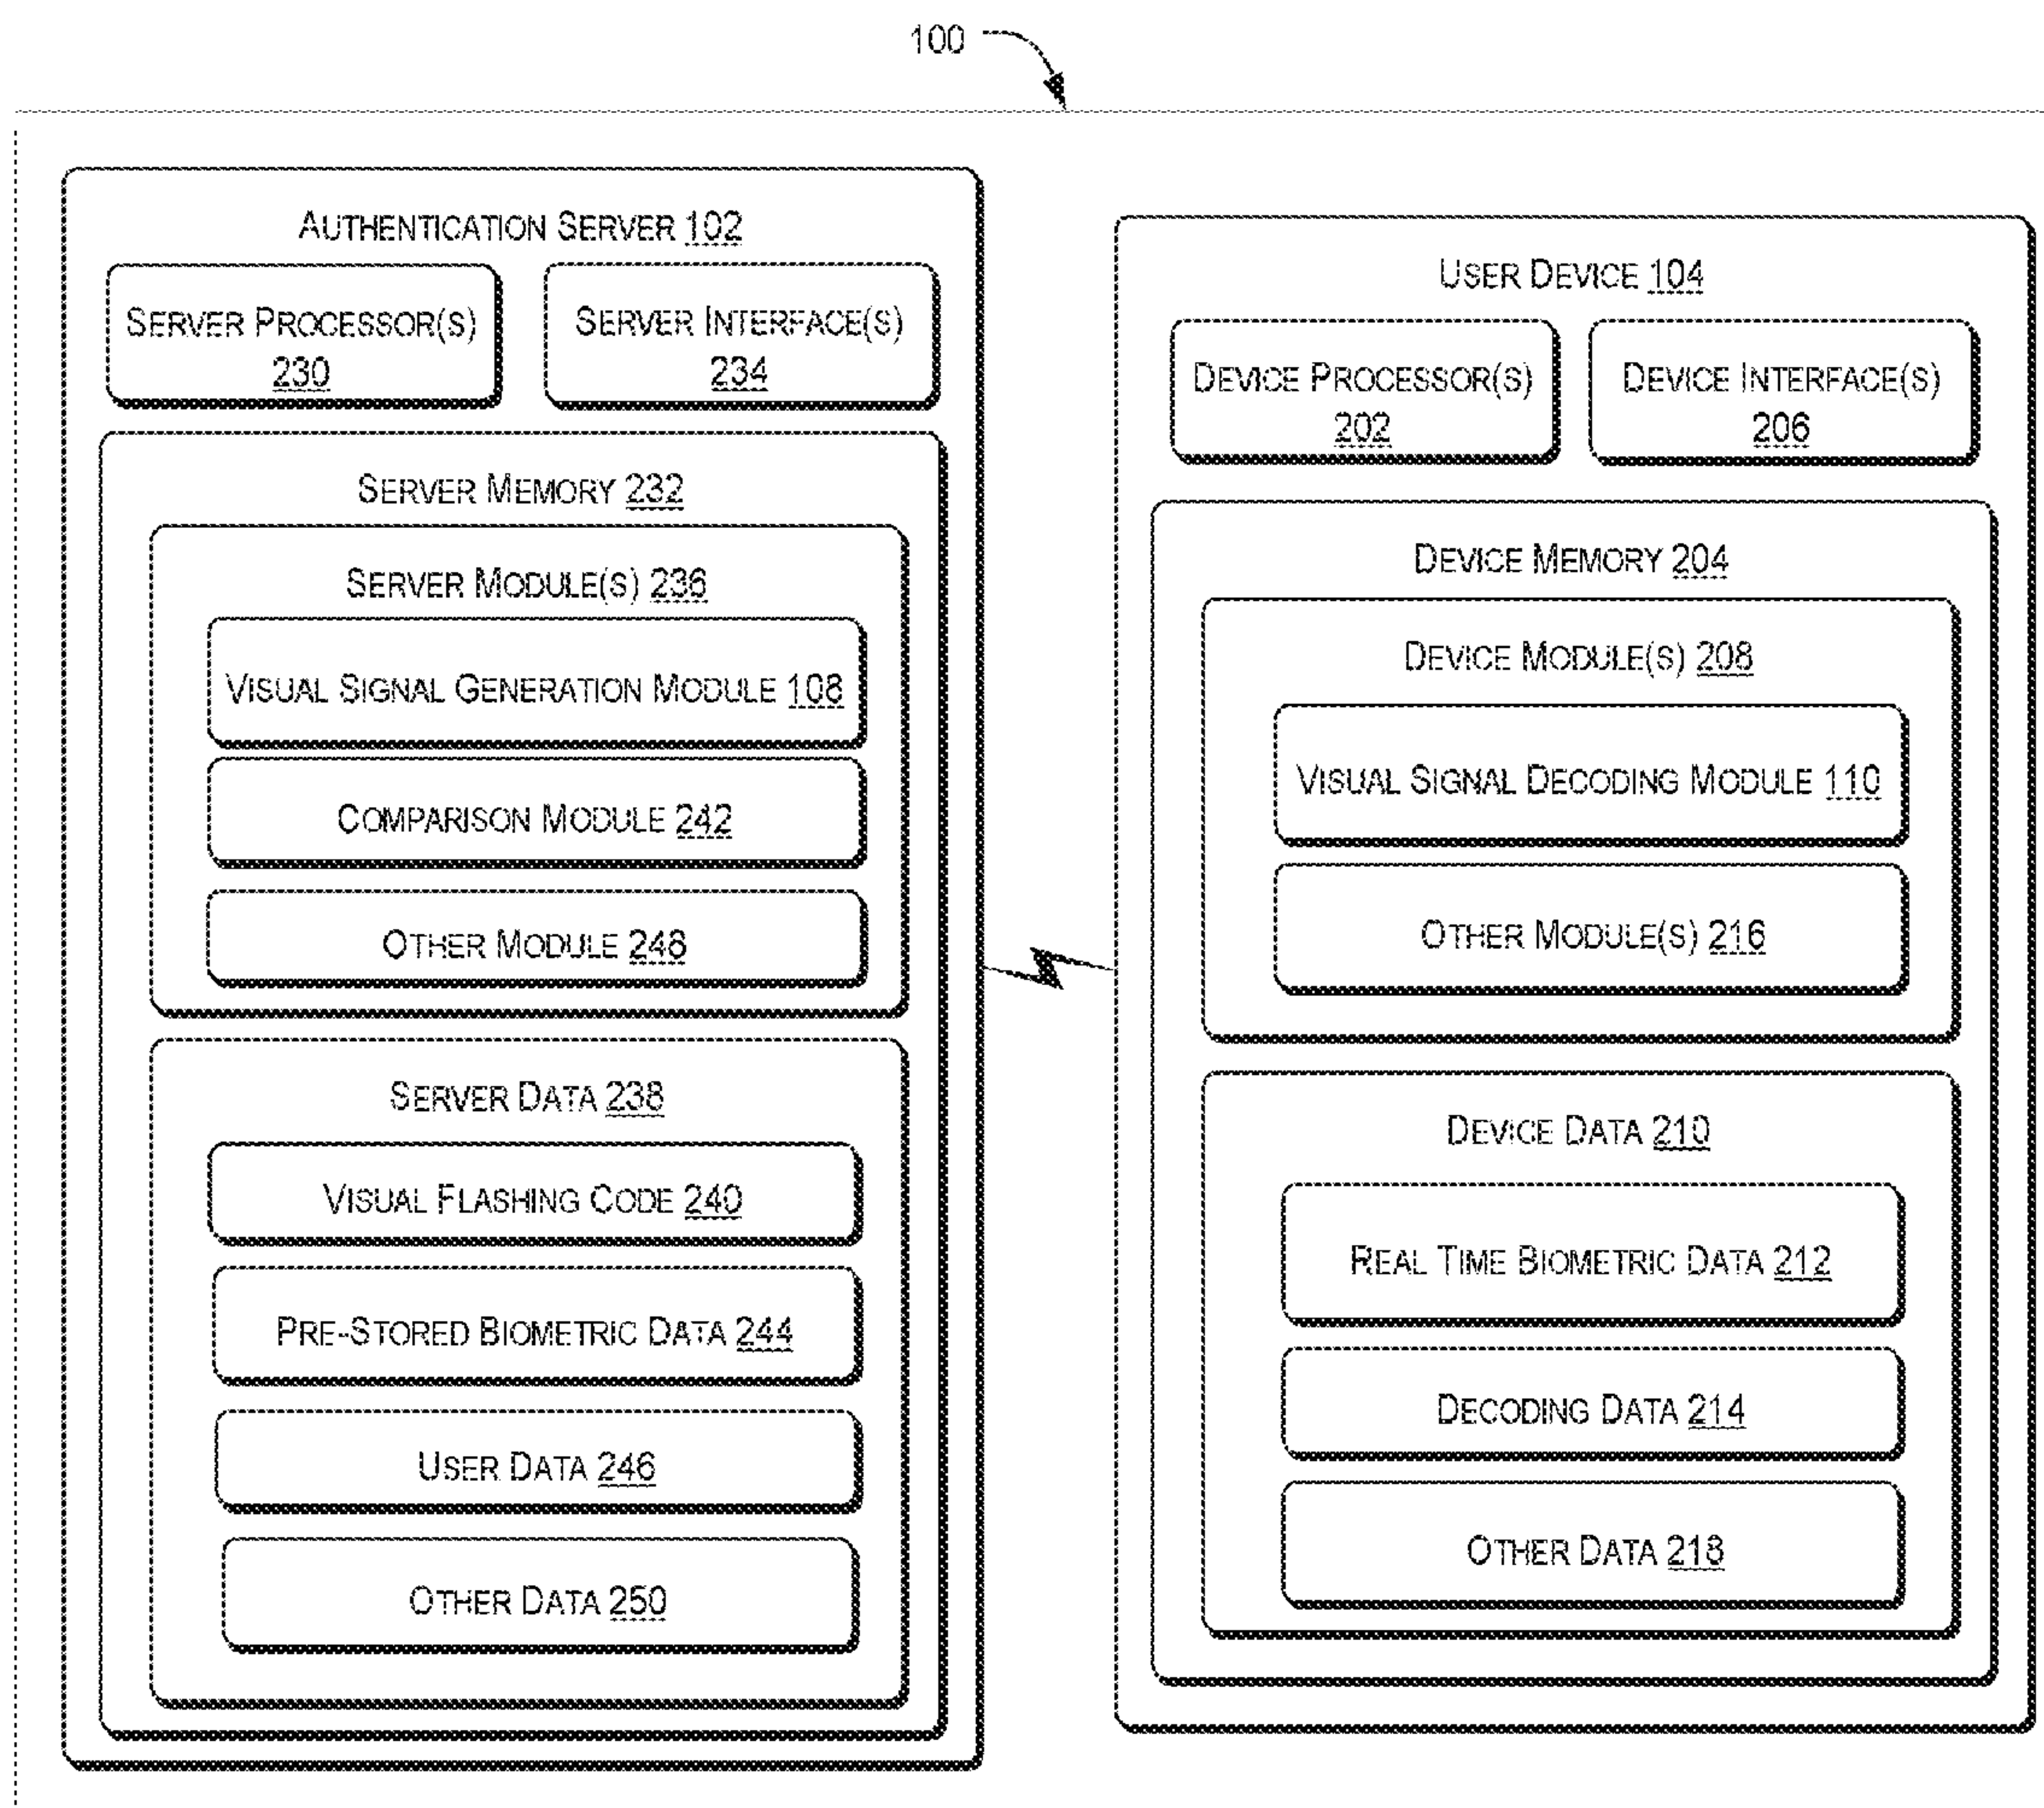 100
AUTHENTICATION SERVER 102
SERVER PROCESSOR(S)
230
SERVER INTERFACE(S)
234
SERVER MEMORY 232
SERVER MODULE(S) 236
VISUAL SIGNAL GENERATION MODULE 108
COMPARISON MODULE 242
OTHER MODULE 248
SERVER DATA 238
VISUAL FLASHING CODE 240
PRE-STORED BIOMETRIC DATA 244
USER DATA 246
OTHER DATA 250
USER DEVICE 104
DEVICE PROCESSOR(S)
202
DEVICE INTERFACE(S)
206
DEVICE MEMORY 204
DEVICE MODULE(S) 208
VISUAL SIGNAL DECODING MODULE 110
OTHER MODULE(S) 216
DEVICE DATA 210
REAL TIME BIOMETRIC DATA 212
DECODING DATA 214
OTHER DATA 218